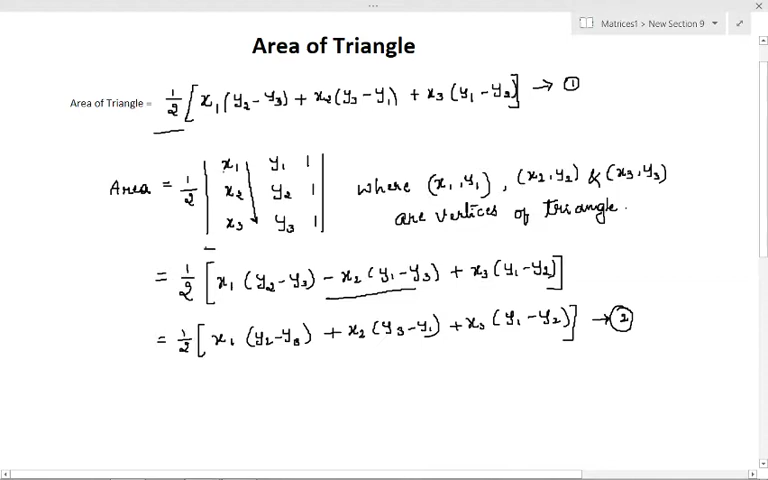 Matrices1 > New Section 9
Area of Triangle
Area of Triangle = 1/2 [x₁(y₂-y₃) + x₂(y₃-y₁) + x₃(y₁-y₂)] → ①
Area = 1/2 | x₁ y₁ 1 | where (x₁,y₁), (x₂,y₂) & (x₃,y₃)
| x₂ y₂ 1 | are vertices of triangle.
| x₃ y₃ 1 |
= 1/2 [x₁(y₂-y₃) - x₂(y₁-y₃) + x₃(y₁-y₂)]
= 1/2 [x₁(y₂-y₃) + x₂(y₃-y₁) + x₃(y₁-y₂)] → ②